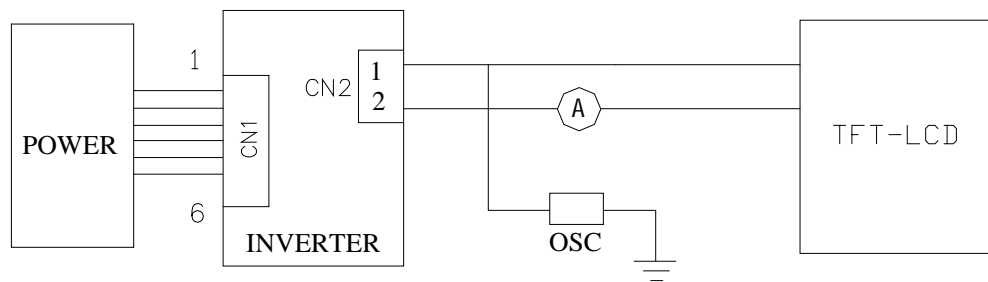 1
POWER
CN1
6
CN2
1
2
INVERTER
A
OSC
TFT-LCD